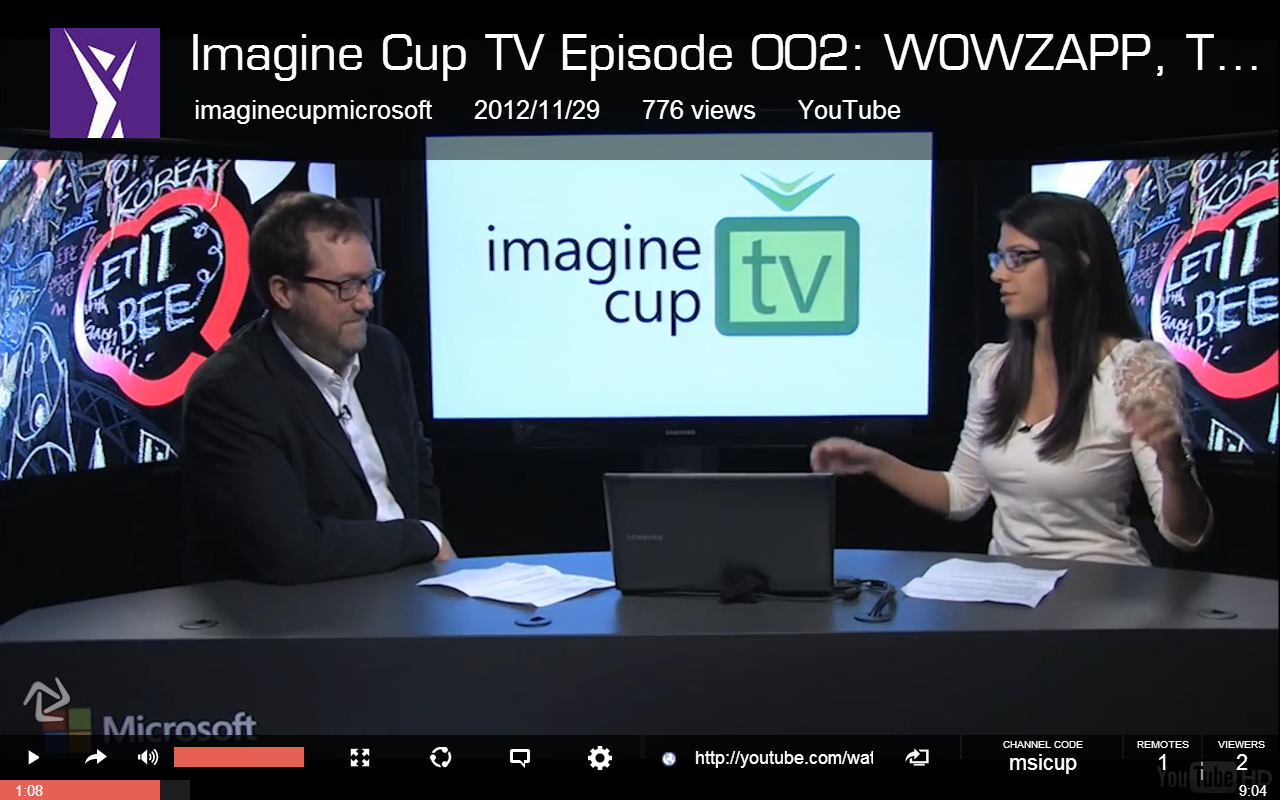 Imagine Cup TV Episode 002: WOWZAPP, T...
imaginecupmicrosoft 2012/11/29 776 views YouTube
KOREA
LET IT
BEE
imagine
cup
tv
KOREA
LET IT
BEE
SAMSUNG
SAMSUNG
Microsoft
http://youtube.com/wat
CHANNEL CODE
msicup
REMOTES
1
VIEWERS
2
YouTube HD
1:08
9:04